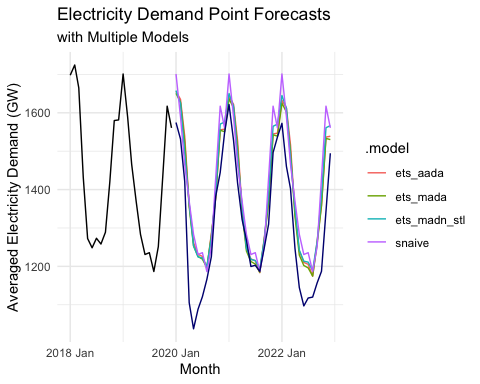 Electricity Demand Point Forecasts
with Multiple Models
Averaged Electricity Demand (GW)
1600
1400
1200
2018 Jan
2020 Jan
2022 Jan
Month
.model
ets_aada
ets_mada
ets_madn_stl
snaive